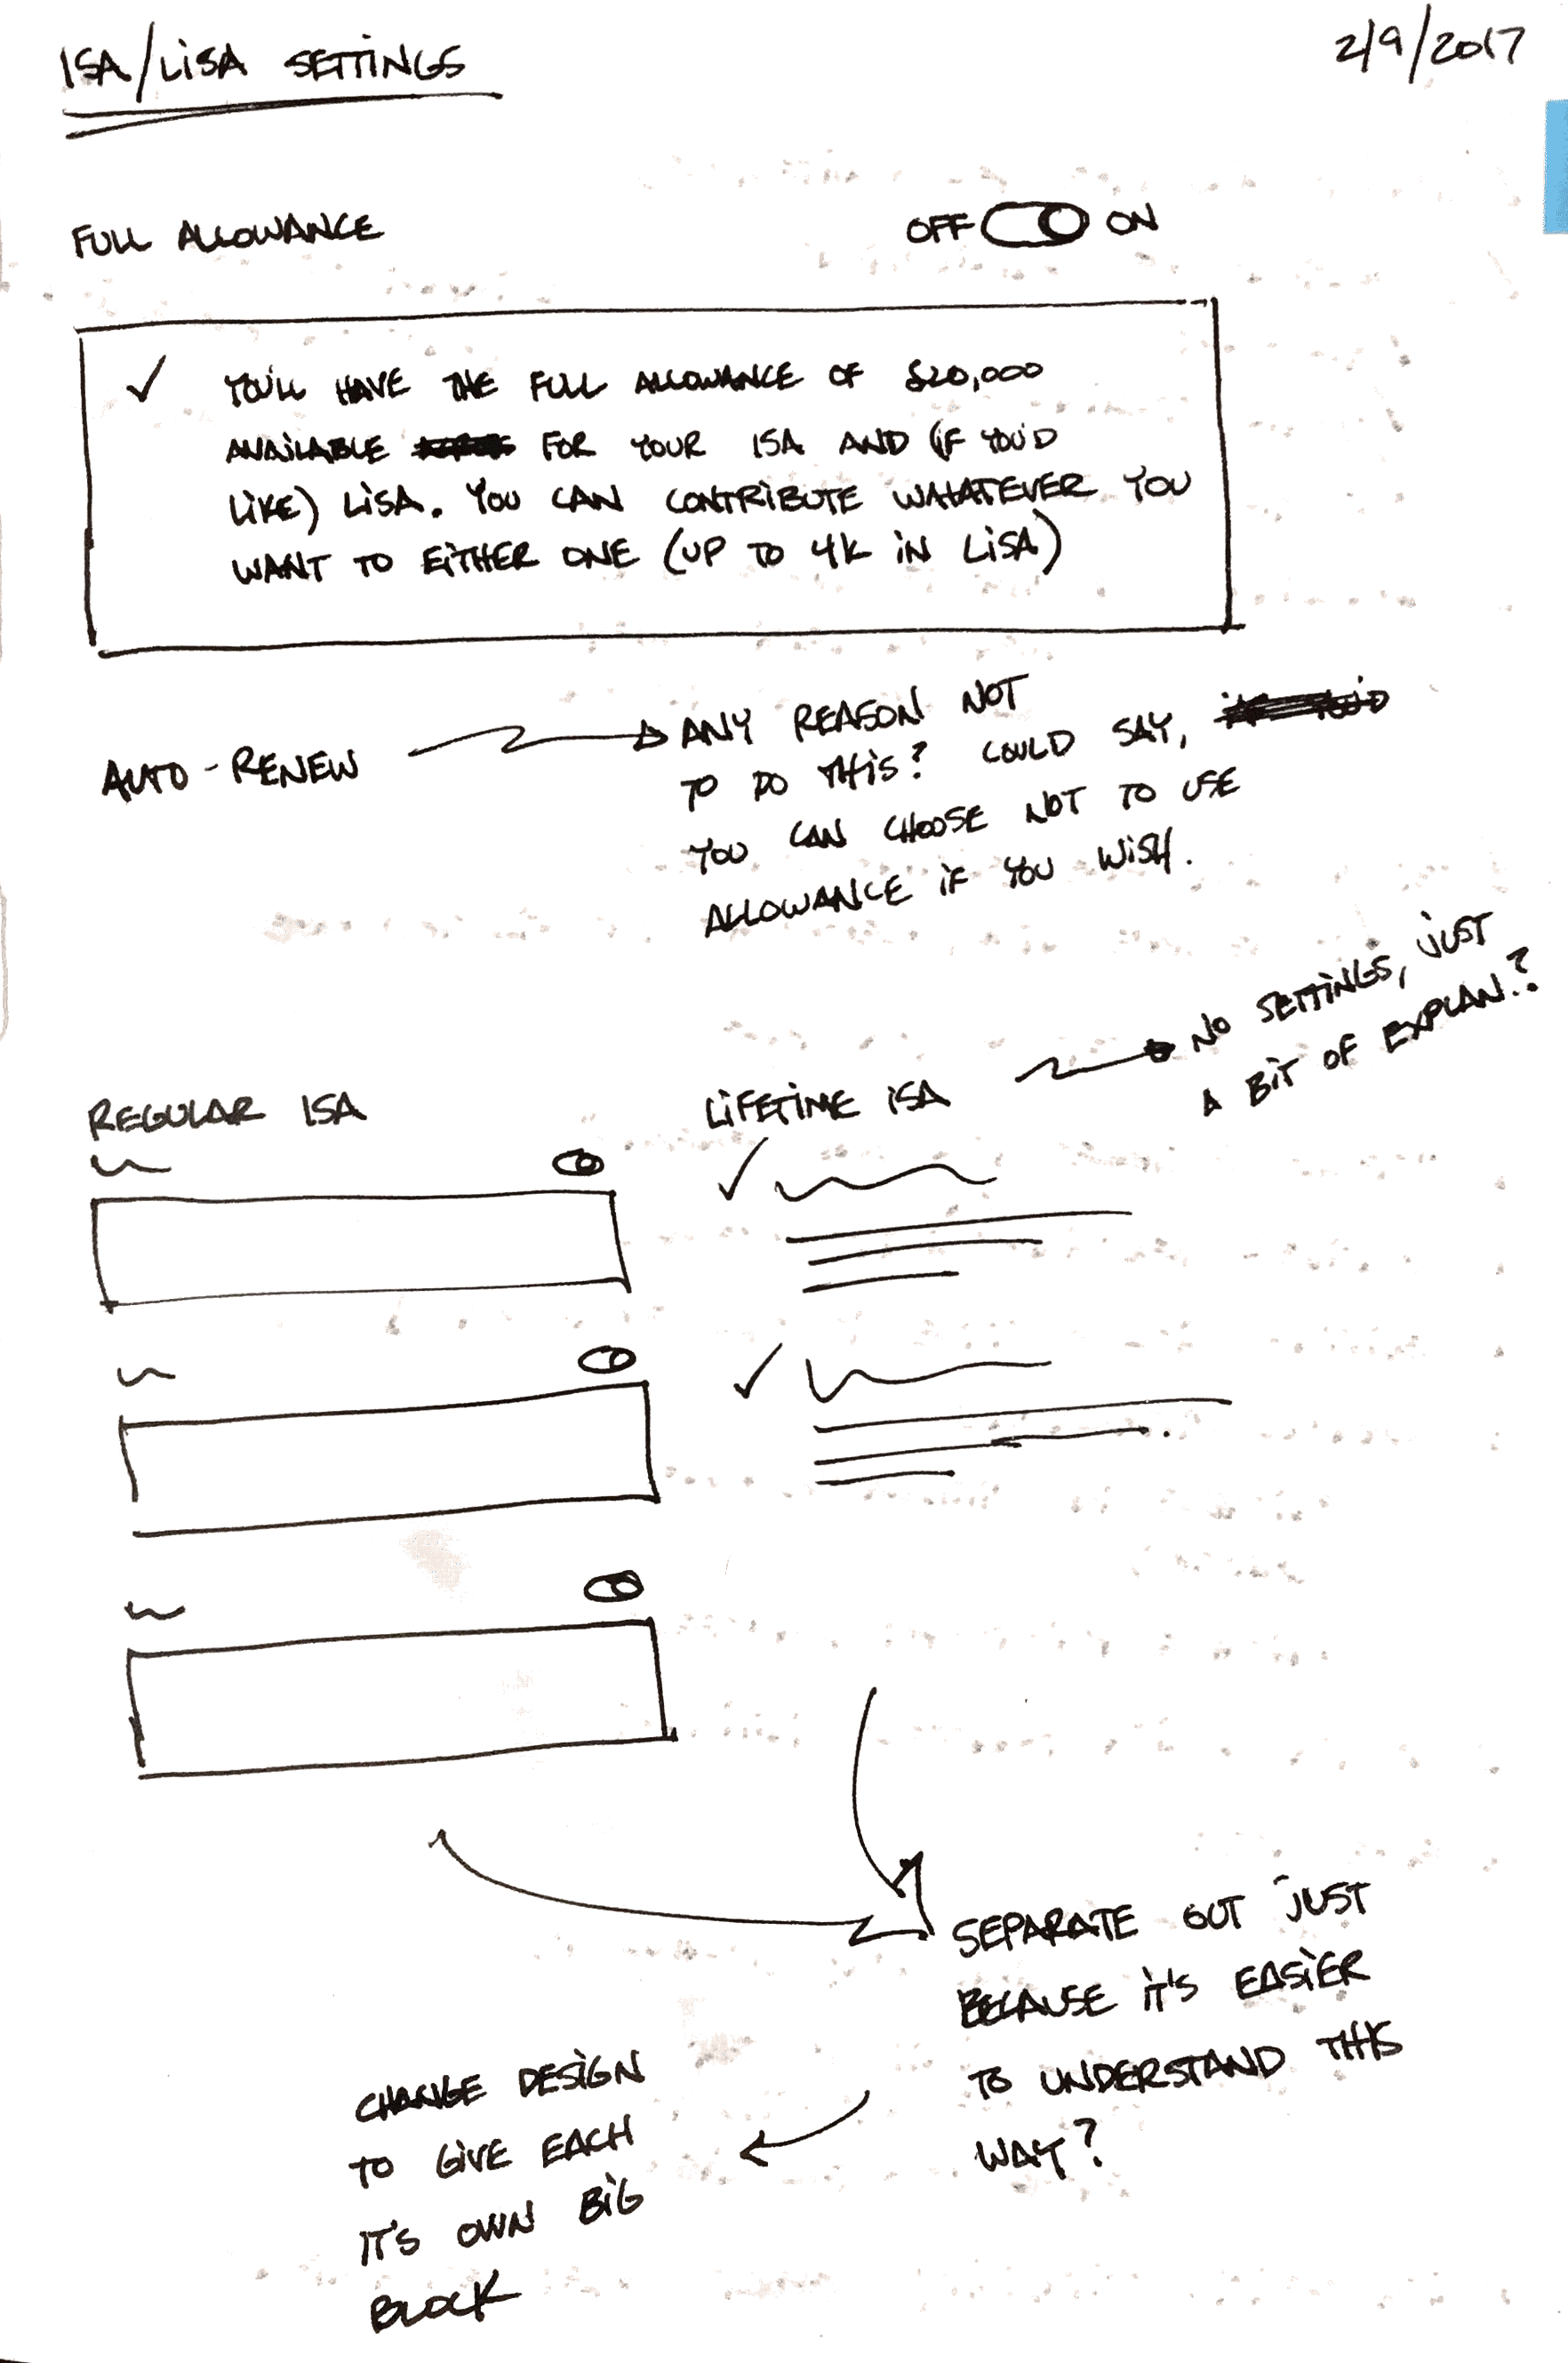 ISA/LISA SETTINGS
2/9/2017
FULL ALLOWANCE
OFF ON
YOU'LL HAVE THE FULL ALLOWANCE OF $20,000
AVAILABLE FOR YOUR ISA AND (IF YOU'D
LIKE) LISA. YOU CAN CONTRIBUTE WHATATEVER YOU
WANT TO EITHER ONE (UP TO 4K IN LISA)
AUTO-RENEW
ANY REASON NOT
TO DO THIS? COULD SAY,
YOU CAN CHOOSE NOT TO USE
ALLOWANCE IF YOU WISH.
REGULAR ISA
LIFETIME ISA
NO SETTINGS, JUST
A BIT OF EXPLAN.?
SEPARATE OUT JUST
BECAUSE IT'S EASIER
TO UNDERSTAND THIS
WAY?
CHANGE DESIGN
TO GIVE EACH
IT'S OWN BIG
BLOCK